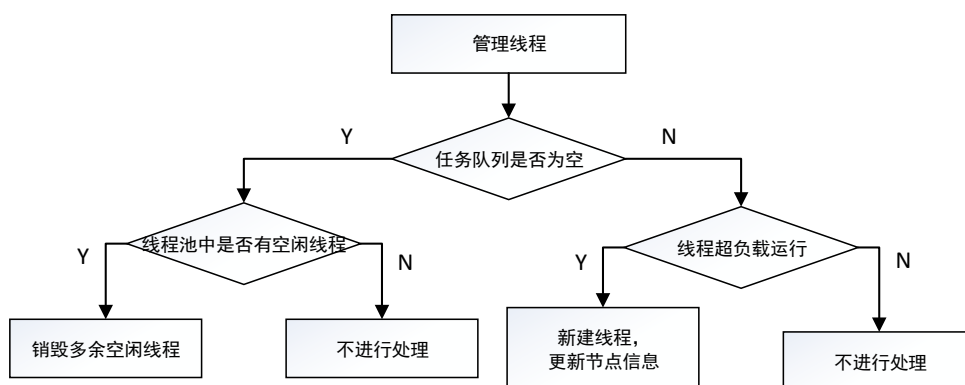 管理线程
Y
N
任务队列是否为空
线程池中是否有空闲线程
线程超负载运行
Y
N
Y
N
销毁多余空闲线程
不进行处理
新建线程，
更新节点信息
不进行处理